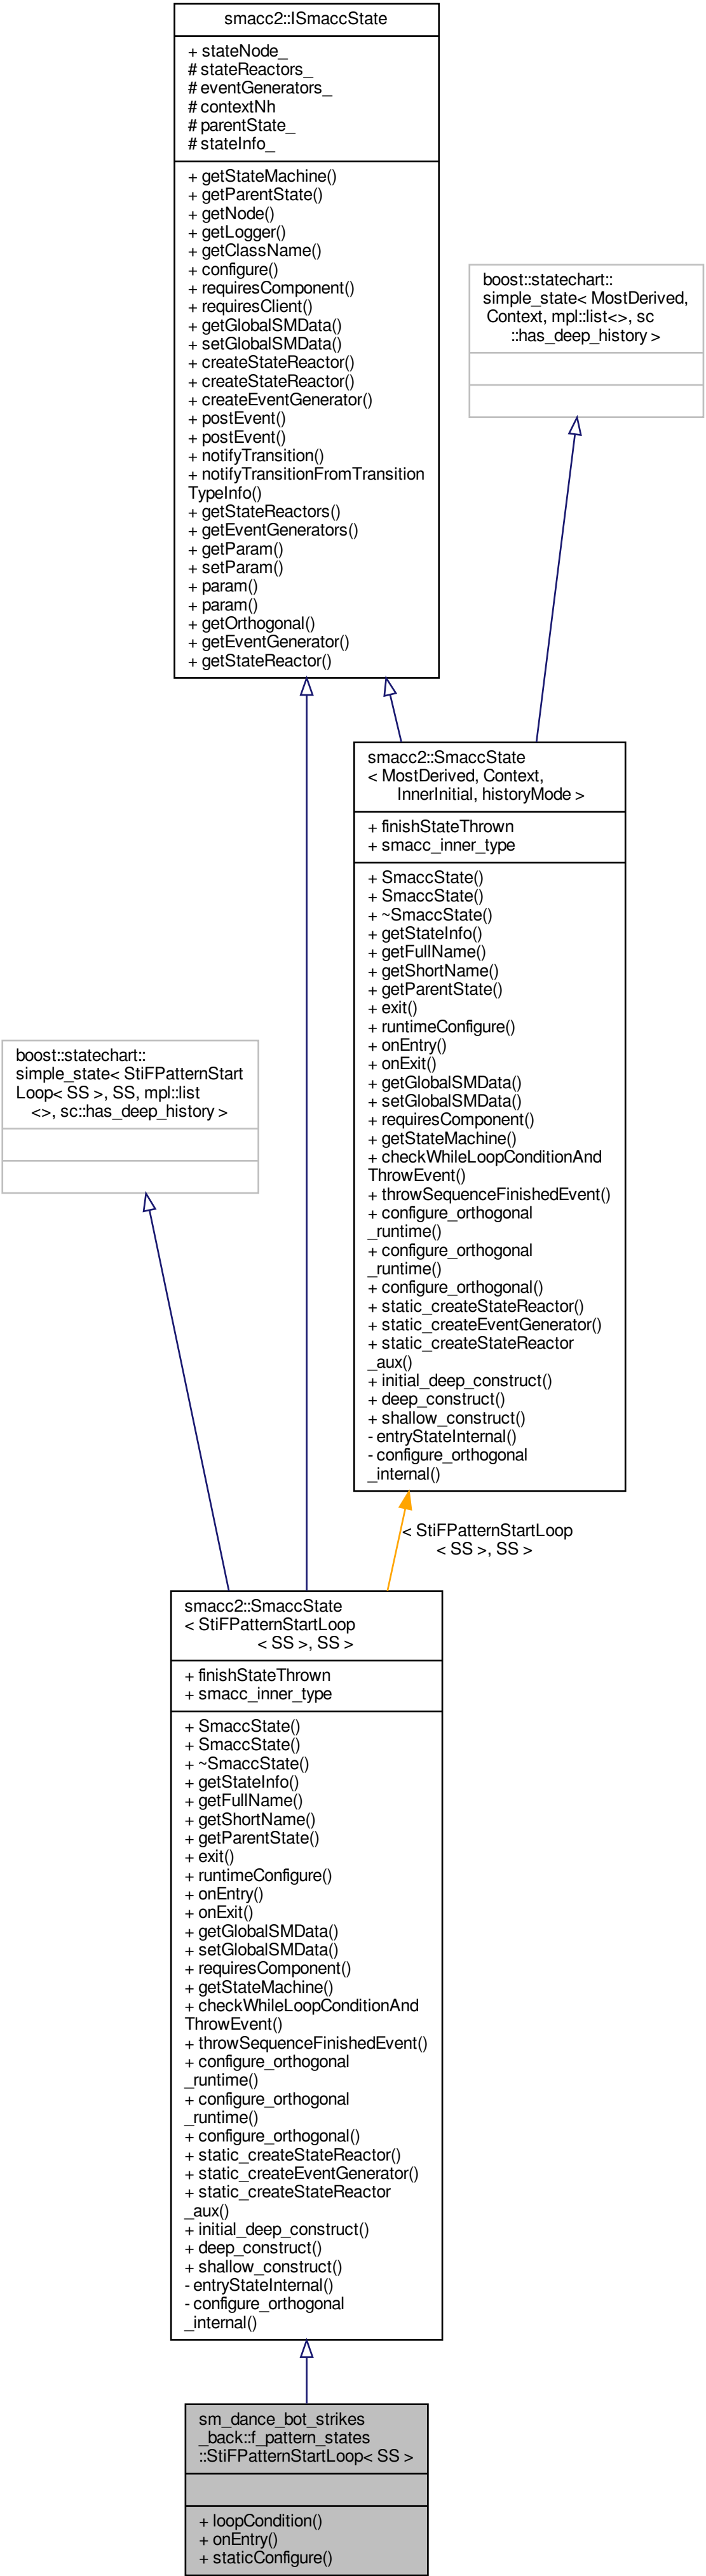 smacc2::ISmaccState
+ stateNode_
# stateReactors_
# eventGenerators_
# contextNh
# parentState_
# stateInfo_
+ getStateMachine()
+ getParentState()
+ getNode()
+ getLogger()
+ getClassName()
+ configure()
+ requiresComponent()
+ requiresClient()
+ getGlobalSMData()
+ setGlobalSMData()
+ createStateReactor()
+ createStateReactor()
+ createEventGenerator()
+ postEvent()
+ postEvent()
+ notifyTransition()
+ notifyTransitionFromTransition
TypeInfo()
+ getStateReactors()
+ getEventGenerators()
+ getParam()
+ setParam()
+ param()
+ param()
+ getOrthogonal()
+ getEventGenerator()
+ getStateReactor()
boost::statechart::
simple_state< MostDerived,
Context, mpl::list<>, sc
::has_deep_history >
smacc2::SmaccState
< MostDerived, Context,
InnerInitial, historyMode >
+ finishStateThrown
+ smacc_inner_type
+ SmaccState()
+ SmaccState()
+ ~SmaccState()
+ getStateInfo()
+ getFullName()
+ getShortName()
+ getParentState()
+ exit()
+ runtimeConfigure()
+ onEntry()
+ onExit()
+ getGlobalSMData()
+ setGlobalSMData()
+ requiresComponent()
+ getStateMachine()
+ checkWhileLoopConditionAnd
ThrowEvent()
+ throwSequenceFinishedEvent()
+ configure_orthogonal
_runtime()
+ configure_orthogonal
_runtime()
+ configure_orthogonal()
+ static_createStateReactor()
+ static_createEventGenerator()
+ static_createStateReactor
_aux()
+ initial_deep_construct()
+ deep_construct()
+ shallow_construct()
- entryStateInternal()
- configure_orthogonal
_internal()
boost::statechart::
simple_state< StiFPatternStart
Loop< SS >, SS, mpl::list
<>, sc::has_deep_history >
< StiFPatternStartLoop
< SS >, SS >
smacc2::SmaccState
< StiFPatternStartLoop
< SS >, SS >
+ finishStateThrown
+ smacc_inner_type
+ SmaccState()
+ SmaccState()
+ ~SmaccState()
+ getStateInfo()
+ getFullName()
+ getShortName()
+ getParentState()
+ exit()
+ runtimeConfigure()
+ onEntry()
+ onExit()
+ getGlobalSMData()
+ setGlobalSMData()
+ requiresComponent()
+ getStateMachine()
+ checkWhileLoopConditionAnd
ThrowEvent()
+ throwSequenceFinishedEvent()
+ configure_orthogonal
_runtime()
+ configure_orthogonal
_runtime()
+ configure_orthogonal()
+ static_createStateReactor()
+ static_createEventGenerator()
+ static_createStateReactor
_aux()
+ initial_deep_construct()
+ deep_construct()
+ shallow_construct()
- entryStateInternal()
- configure_orthogonal
_internal()
sm_dance_bot_strikes
_back::f_pattern_states
::StiFPatternStartLoop< SS >
+ loopCondition()
+ onEntry()
+ staticConfigure()